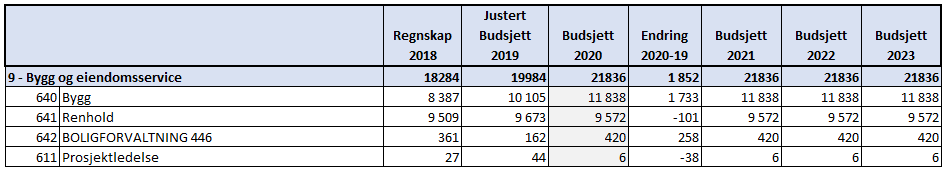 Regnskap 2018 Justert Budsjett 2019 Budsjett 2020 Endring 2020-19 Budsjett 2021 Budsjett 2022 Budsjett 2023
9 - Bygg og eiendomsservice 18284 19984 21836 1 852 21836 21836 21836
640 Bygg 8 387 10 105 11 838 1 733 11 838 11 838 11 838
641 Renhold 9 509 9 673 9 572 -101 9 572 9 572 9 572
642 BOLIGFORVALTNING 446 361 162 420 258 420 420 420
611 Prosjektledelse 27 44 6 -38 6 6 6